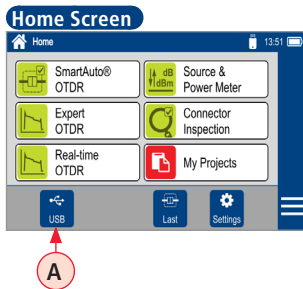 Home Screen
Home 13:51
SmartAuto®
OTDR
dB
dBm
Source &
Power Meter
Expert
OTDR
Connector
Inspection
Real-time
OTDR
My Projects
USB
Last
Settings
A